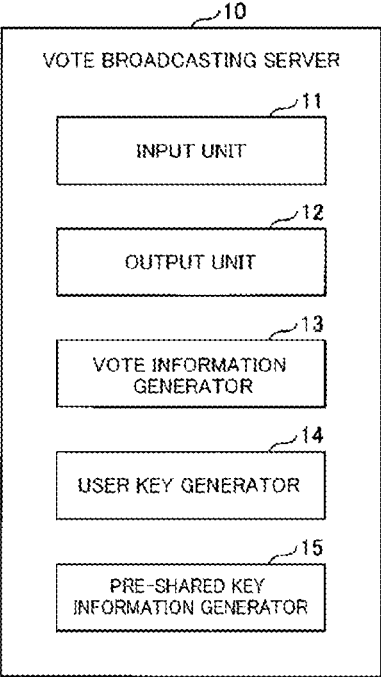 10
VOTE BROADCASTING SERVER
11
INPUT UNIT
12
OUTPUT UNIT
13
VOTE INFORMATION
GENERATOR
14
USER KEY GENERATOR
15
PRE-SHARED KEY
INFORMATION GENERATOR